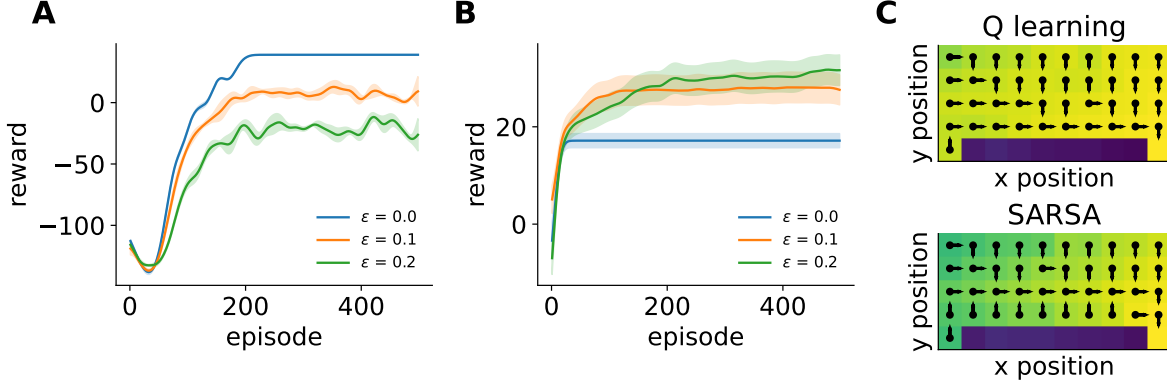 A
0
−50
−100
reward
0
200
400
episode
ε = 0.0
ε = 0.1
ε = 0.2
B
20
0
reward
0
200
400
episode
ε = 0.0
ε = 0.1
ε = 0.2
C
Q learning
y position
x position
SARSA
y position
x position